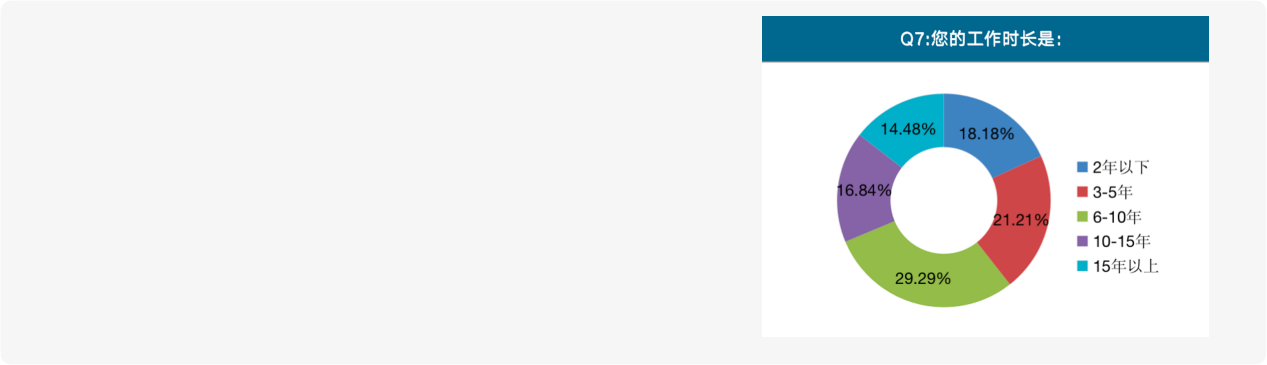 Q7:您的工作时长是：
14.48%
18.18%
2年以下
3-5年
16.84%
6-10年
21.21%
10-15年
15年以上
29.29%